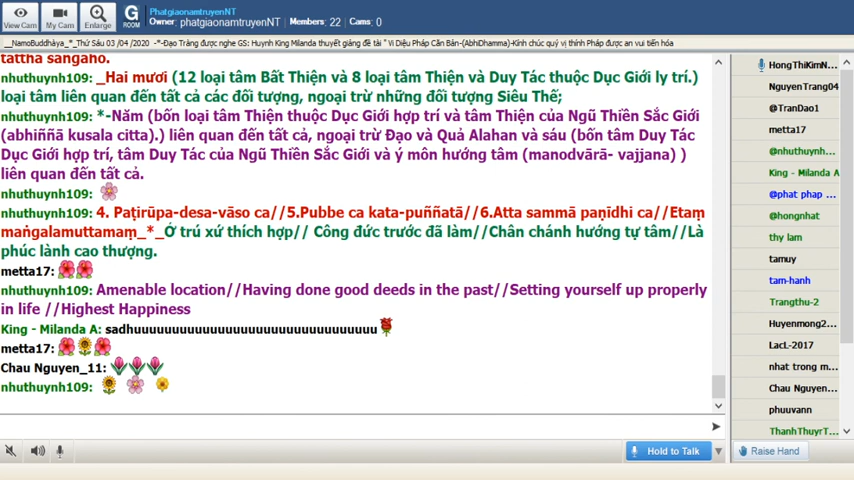 View Cam
My Cam
Enlarge
G
ROOM
PhatgiaonamtruyenNT
Owner: phatgiaonamtruyenNT Members: 22 Cams: 0
__NamoBuddhàya_*_Thứ Sáu 03 /04 /2020 -*-Đạo Tràng được nghe GS: Huynh King Milanda thuyết giảng đề tài " Vi Diệu Pháp Căn Bản-(AbhiDhamma)-Kính chúc quý vị thính Pháp được an vui tiến hóa
tattha saṅgaho.
nhuthuynh109: _Hai mươi (12 loại tâm Bất Thiện và 8 loại tâm Thiện và Duy Tác thuộc Dục Giới ly trí.)
loại tâm liên quan đến tất cả các đối tượng, ngoại trừ những đối tượng Siêu Thế;
nhuthuynh109: *-Năm (bốn loại tâm Thiện thuộc Dục Giới hợp trí và tâm Thiện của Ngũ Thiền Sắc Giới
(abhiññā kusala citta).) liên quan đến tất cả, ngoại trừ Đạo và Quả Alahan và sáu (bốn tâm Duy Tác
Dục Giới hợp trí, tâm Duy Tác của Ngũ Thiền Sắc Giới và ý môn hướng tâm (manodvārā- vajjana) )
liên quan đến tất cả.
nhuthuynh109:
nhuthuynh109: 4. Paṭirūpa-desa-vāso ca//5.Pubbe ca kata-puññatā//6.Atta sammā paṇidhi ca//Etaṃ
maṅgalamuttamaṃ_*_Ở trú xứ thích hợp// Công đức trước đã làm//Chân chánh hướng tự tâm//Là
phúc lành cao thượng.
metta17:
nhuthuynh109: Amenable location//Having done good deeds in the past//Setting yourself up properly
in life //Highest Happiness
King - Milanda A: sadhuuuuuuuuuuuuuuuuuuuuuuuuuuuuuuuu
metta17:
Chau Nguyen_11:
nhuthuynh109:
Hold to Talk
HongThiKimN...
NguyenTrang04
@TranDao1
metta17
@nhuthuynh...
King - Milanda A
@phat phap ...
@hongnhat
thy lam
tamuy
tam-hanh
Trangthu-2
Huyenmong2...
LacL-2017
nhat trong m...
Chau Nguyen...
phuuvann
ThanhThuyrT...
Raise Hand